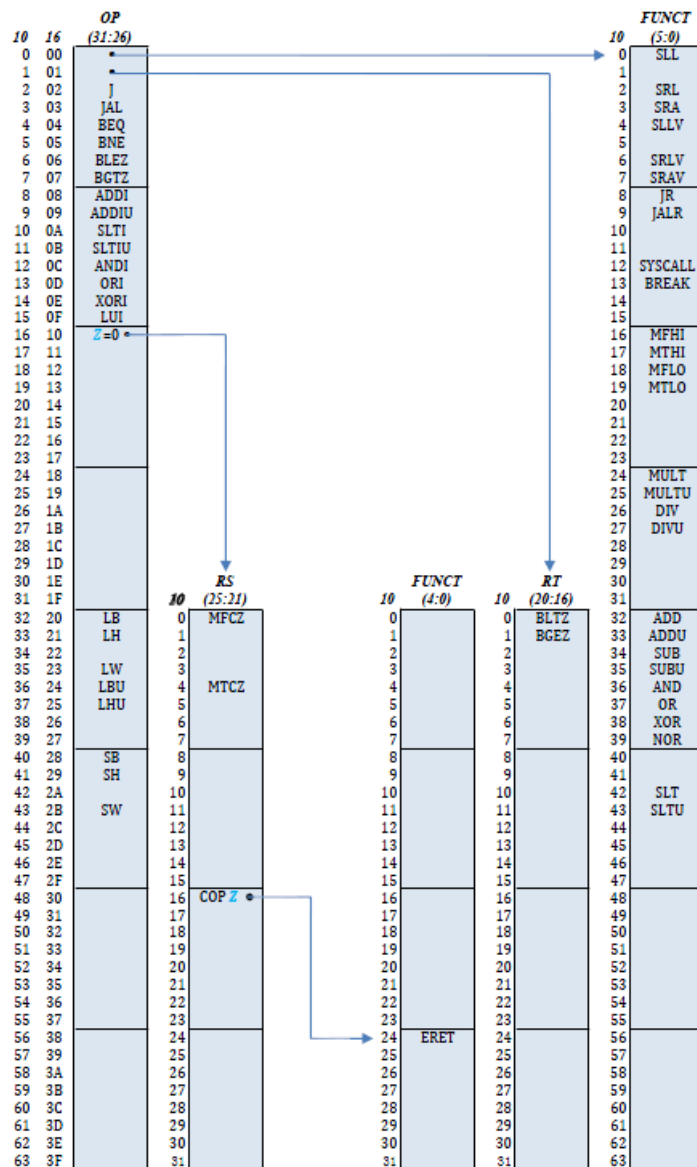 OP FUNCT
10 16 (31:26) 10 (5:0)
0 00 0 SLL
1 01 1
2 02 J 2 SRL
3 03 JAL 3 SRA
4 04 BEQ 4 SLLV
5 05 BNE 5
6 06 BLEZ 6 SRLV
7 07 BGTZ 7 SRAV
8 08 ADDI 8 JR
9 09 ADDIU 9 JALR
10 0A SLTI 10
11 0B SLTIU 11
12 0C ANDI 12 SYSCALL
13 0D ORI 13 BREAK
14 0E XORI 14
15 0F LUI 15
16 10 Z=0 16 MFHI
17 11 17 MTHI
18 12 18 MFLO
19 13 19 MTLO
20 14 20
21 15 21
22 16 22
23 17 23
24 18 24 MULT
25 19 25 MULTU
26 1A 26 DIV
27 1B 27 DIVU
28 1C 28
29 1D 29
30 1E RS FUNCT RT 30
31 1F 10 (25:21) 10 (4:0) 10 (20:16) 31
32 20 LB 0 MFCZ 0 0 BLTZ 32 ADD
33 21 LH 1 1 1 BGEZ 33 ADDU
34 22 2 2 2 34 SUB
35 23 LW 3 3 3 35 SUBU
36 24 LBU 4 MTCZ 4 4 36 AND
37 25 LHU 5 5 5 37 OR
38 26 6 6 6 38 XOR
39 27 7 7 7 39 NOR
40 28 SB 8 8 8 40
41 29 SH 9 9 9 41
42 2A 10 10 10 42 SLT
43 2B SW 11 11 11 43 SLTU
44 2C 12 12 12 44
45 2D 13 13 13 45
46 2E 14 14 14 46
47 2F 15 15 15 47
48 30 16 COP Z 16 16 48
49 31 17 17 17 49
50 32 18 18 18 50
51 33 19 19 19 51
52 34 20 20 20 52
53 35 21 21 21 53
54 36 22 22 22 54
55 37 23 23 23 55
56 38 24 24 ERET 24 56
57 39 25 25 25 57
58 3A 26 26 26 58
59 3B 27 27 27 59
60 3C 28 28 28 60
61 3D 29 29 29 61
62 3E 30 30 30 62
63 3F 31 31 31 63